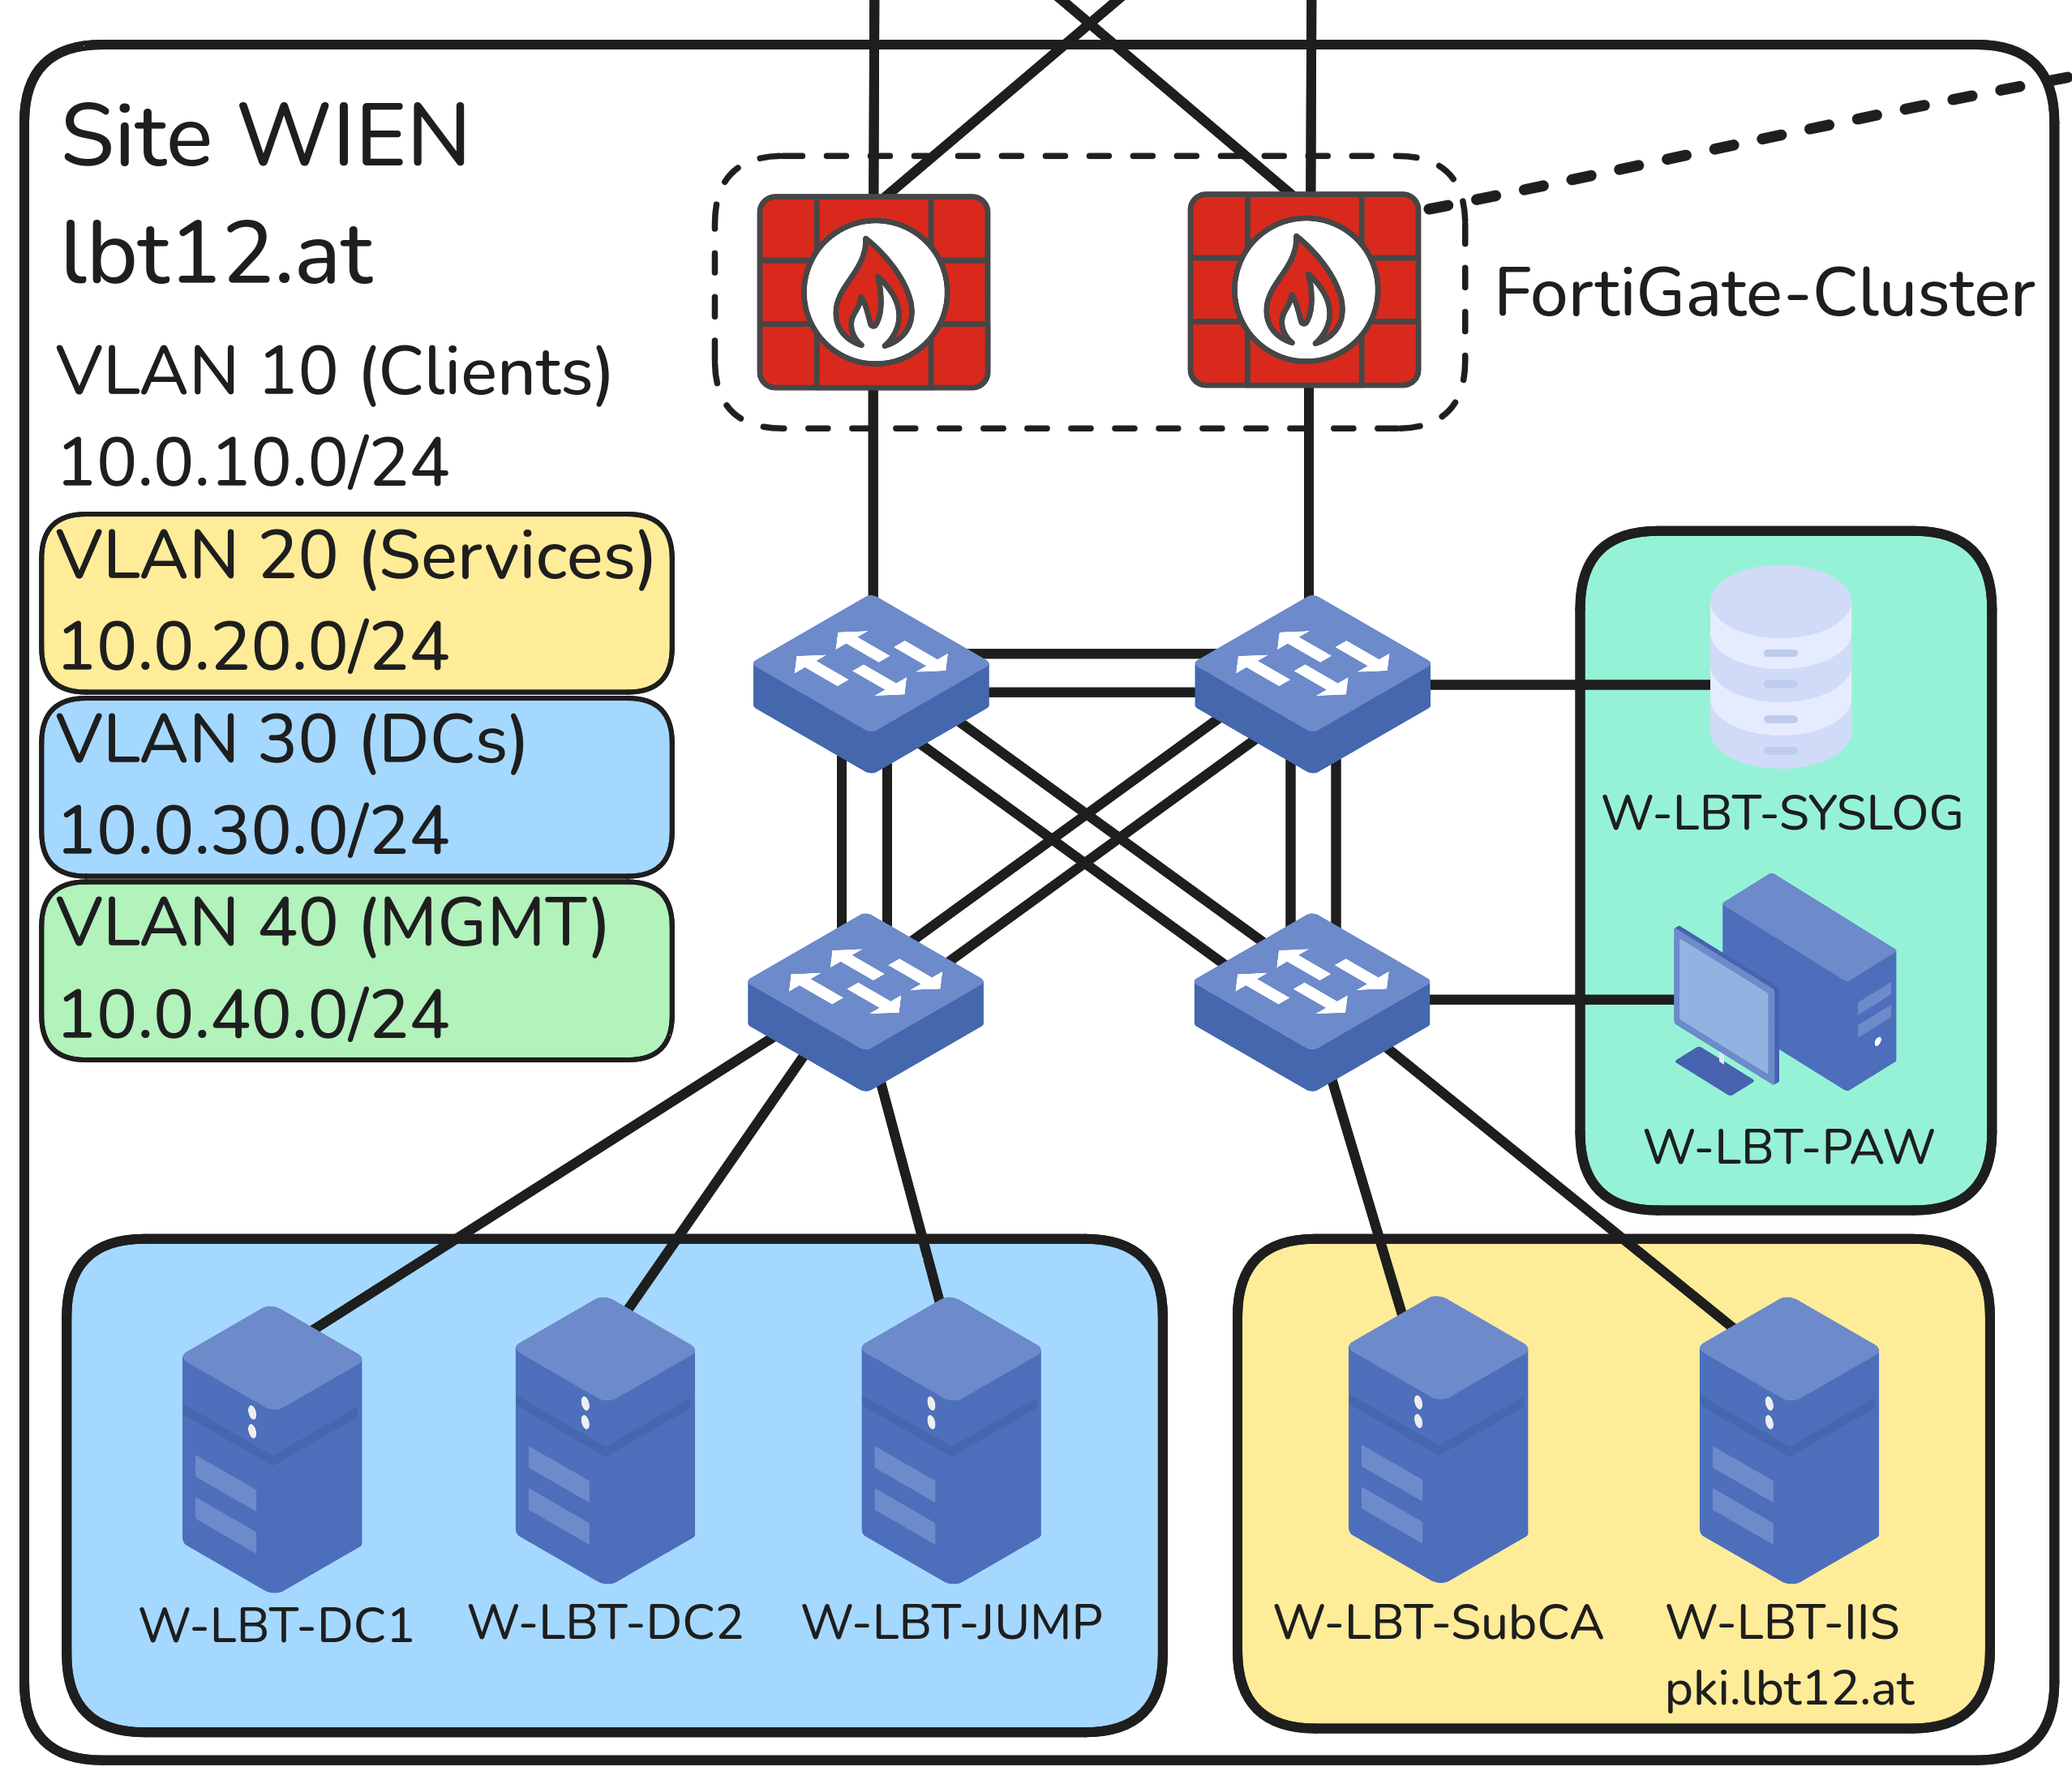 Site WIEN
lbt12.at
VLAN 10 (Clients)
10.0.10.0/24
VLAN 20 (Services)
10.0.20.0/24
VLAN 30 (DCs)
10.0.30.0/24
VLAN 40 (MGMT)
10.0.40.0/24
FortiGate-Cluster
W-LBT-SYSLOG
W-LBT-PAW
W-LBT-DC1
W-LBT-DC2
W-LBT-JUMP
W-LBT-SubCA
W-LBT-IIS
pki.lbt12.at